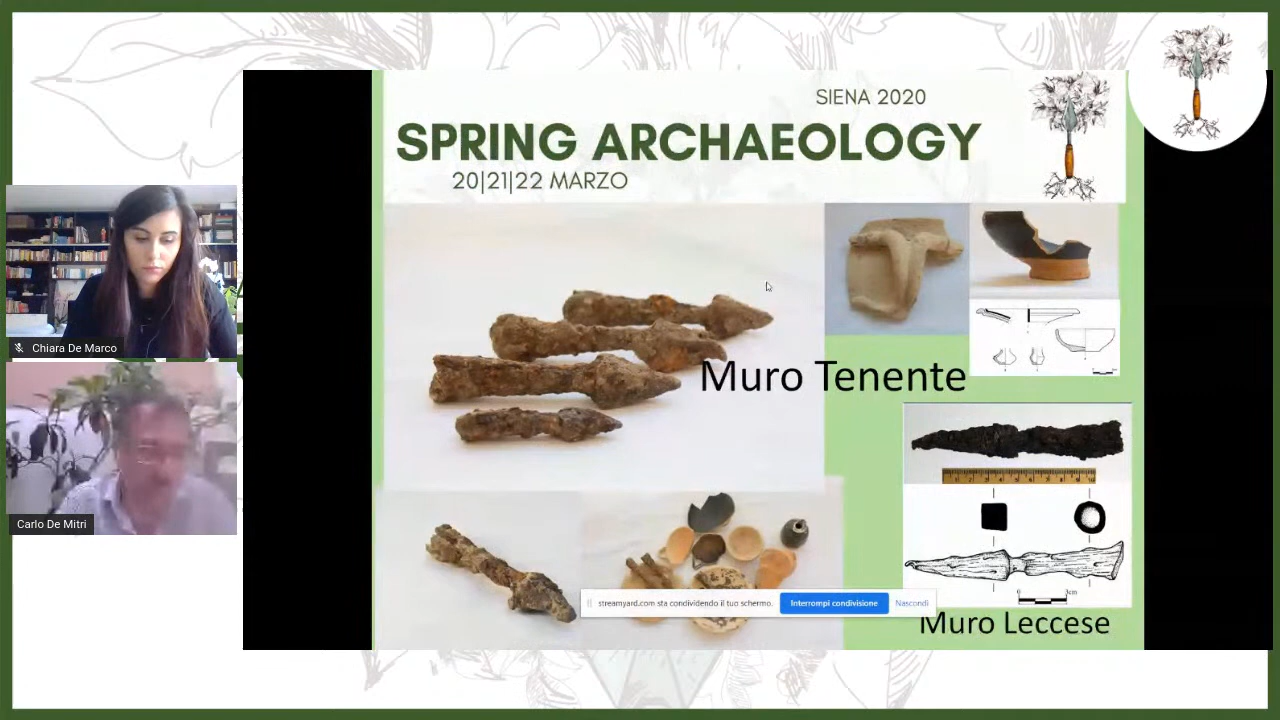 SIENA 2020
SPRING ARCHAEOLOGY
20|21|22 MARZO
Chiara De Marco
Muro Tenente
Carlo De Mitri
streamyard.com sta condividendo il tuo schermo.
Interrompi condivisione
Nascondi
Muro Leccese